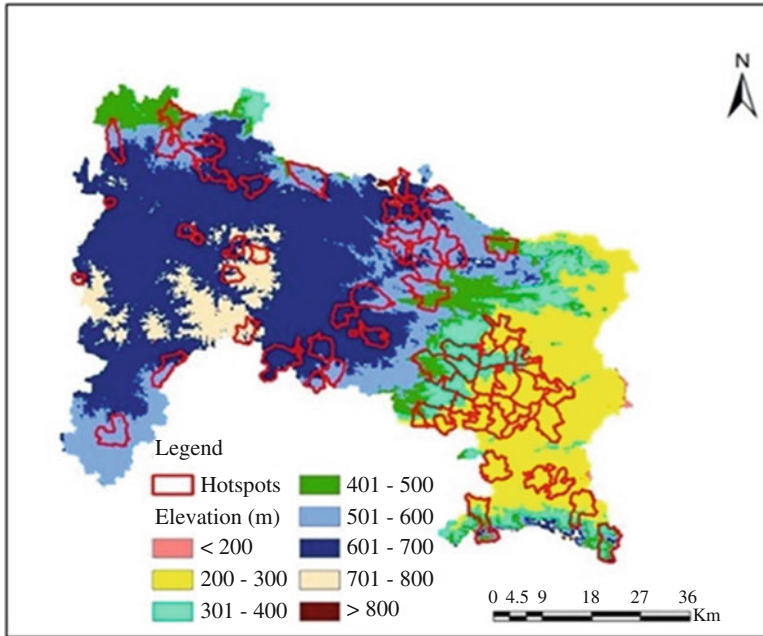 N
Legend
Hotspots
Elevation (m)
< 200
200 - 300
301 - 400
401 - 500
501 - 600
601 - 700
701 - 800
> 800
0 4.5 9 18 27 36
Km